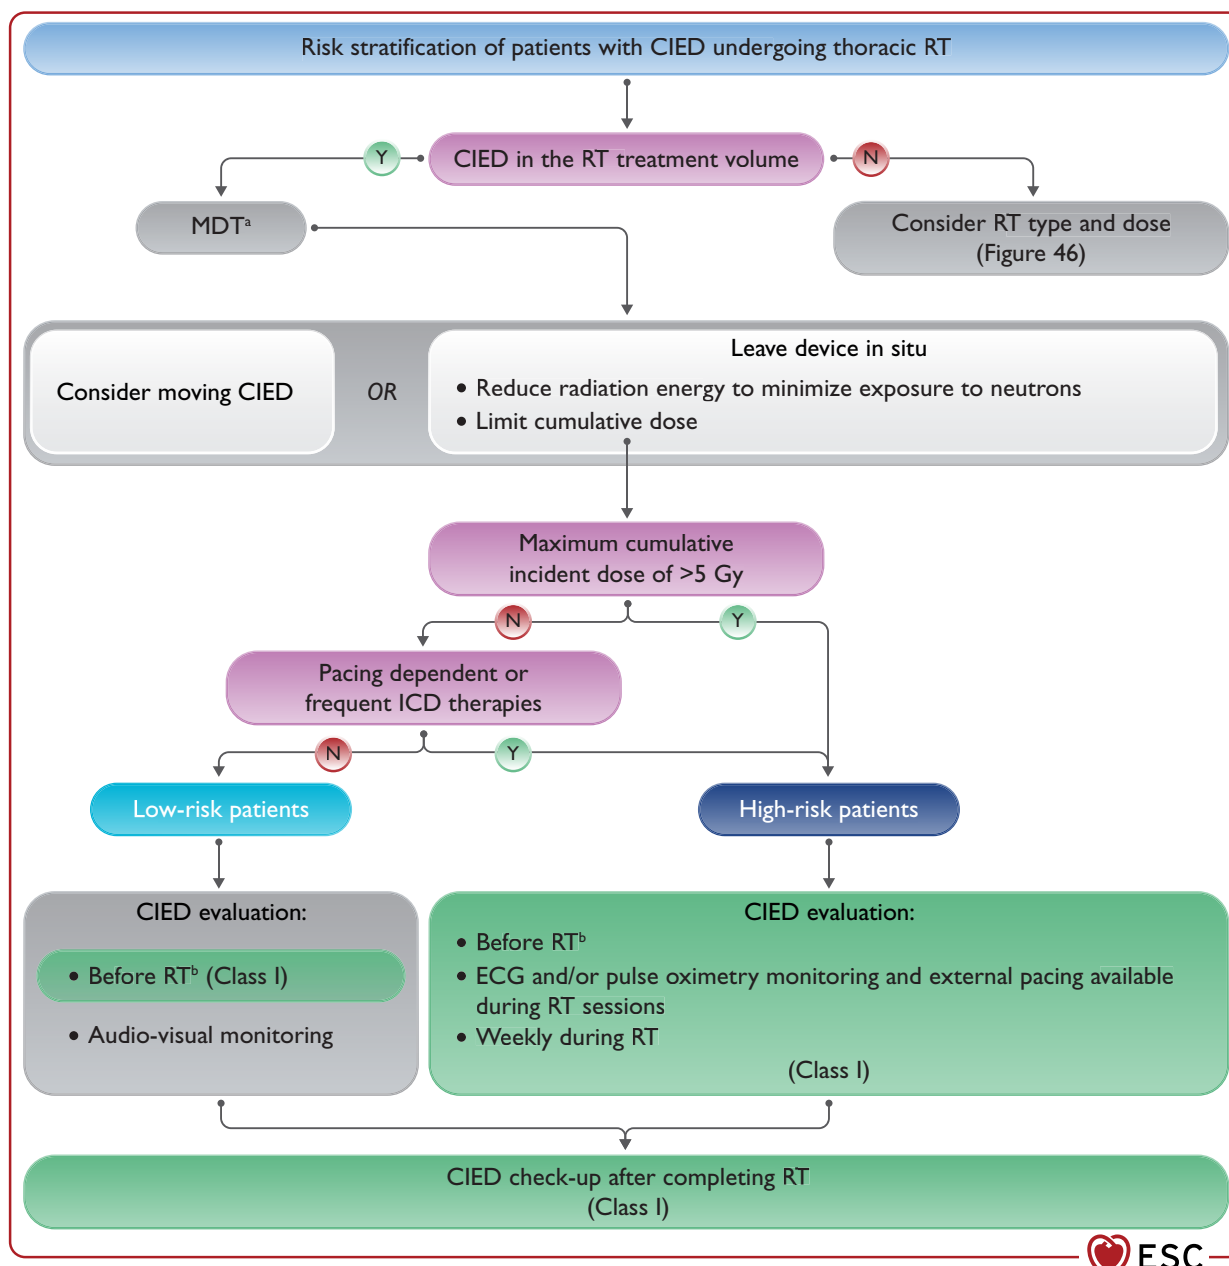 Risk stratification of patients with CIED undergoing thoracic RT
Y
CIED in the RT treatment volume
N
MDTᵃ
Consider RT type and dose
(Figure 46)
Consider moving CIED
OR
Leave device in situ
• Reduce radiation energy to minimize exposure to neutrons
• Limit cumulative dose
Maximum cumulative
incident dose of >5 Gy
N
Y
Pacing dependent or
frequent ICD therapies
N
Y
Low-risk patients
High-risk patients
CIED evaluation:
• Before RTᵇ (Class I)
• Audio-visual monitoring
CIED evaluation:
• Before RTᵇ
• ECG and/or pulse oximetry monitoring and external pacing available
during RT sessions
• Weekly during RT
(Class I)
CIED check-up after completing RT
(Class I)
ESC